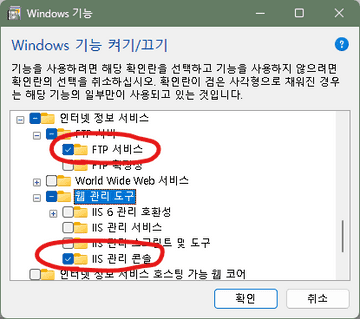 Windows 기능
Windows 기능 켜기/끄기
기능을 사용하려면 해당 확인란을 선택하고 기능을 사용하지 않으려면
확인란의 선택을 취소하십시오. 확인란이 검은 사각형으로 채워진 경우
는 해당 기능의 일부만이 사용되고 있는 것입니다.
인터넷 정보 서비스
FTP 서버
FTP 서비스
FTP 확장성
World Wide Web 서비스
웹 관리 도구
IIS 6 관리 호환성
IIS 관리 서비스
IIS 관리 스크립트 및 도구
IIS 관리 콘솔
인터넷 정보 서비스 호스팅 가능 웹 코어
확인
취소